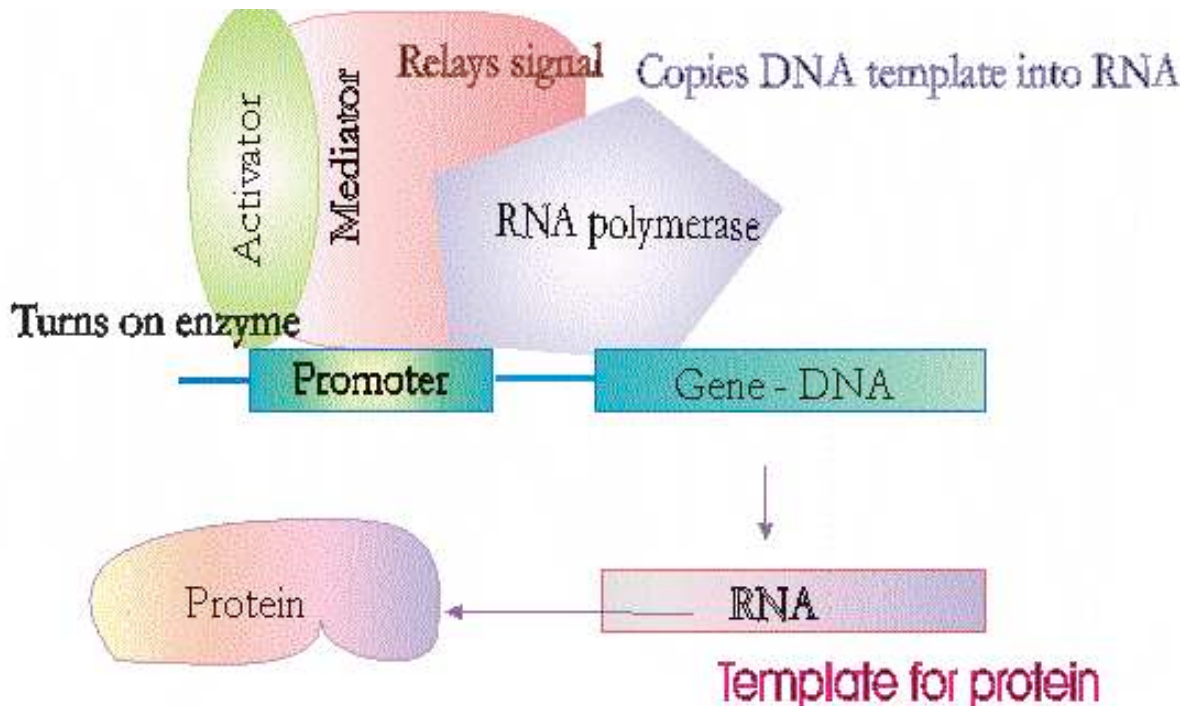 Relays signal
Copies DNA template into RNA
Activator
Mediator
RNA polymerase
Turns on enzyme
Promoter
Gene - DNA
Protein
RNA
Template for protein